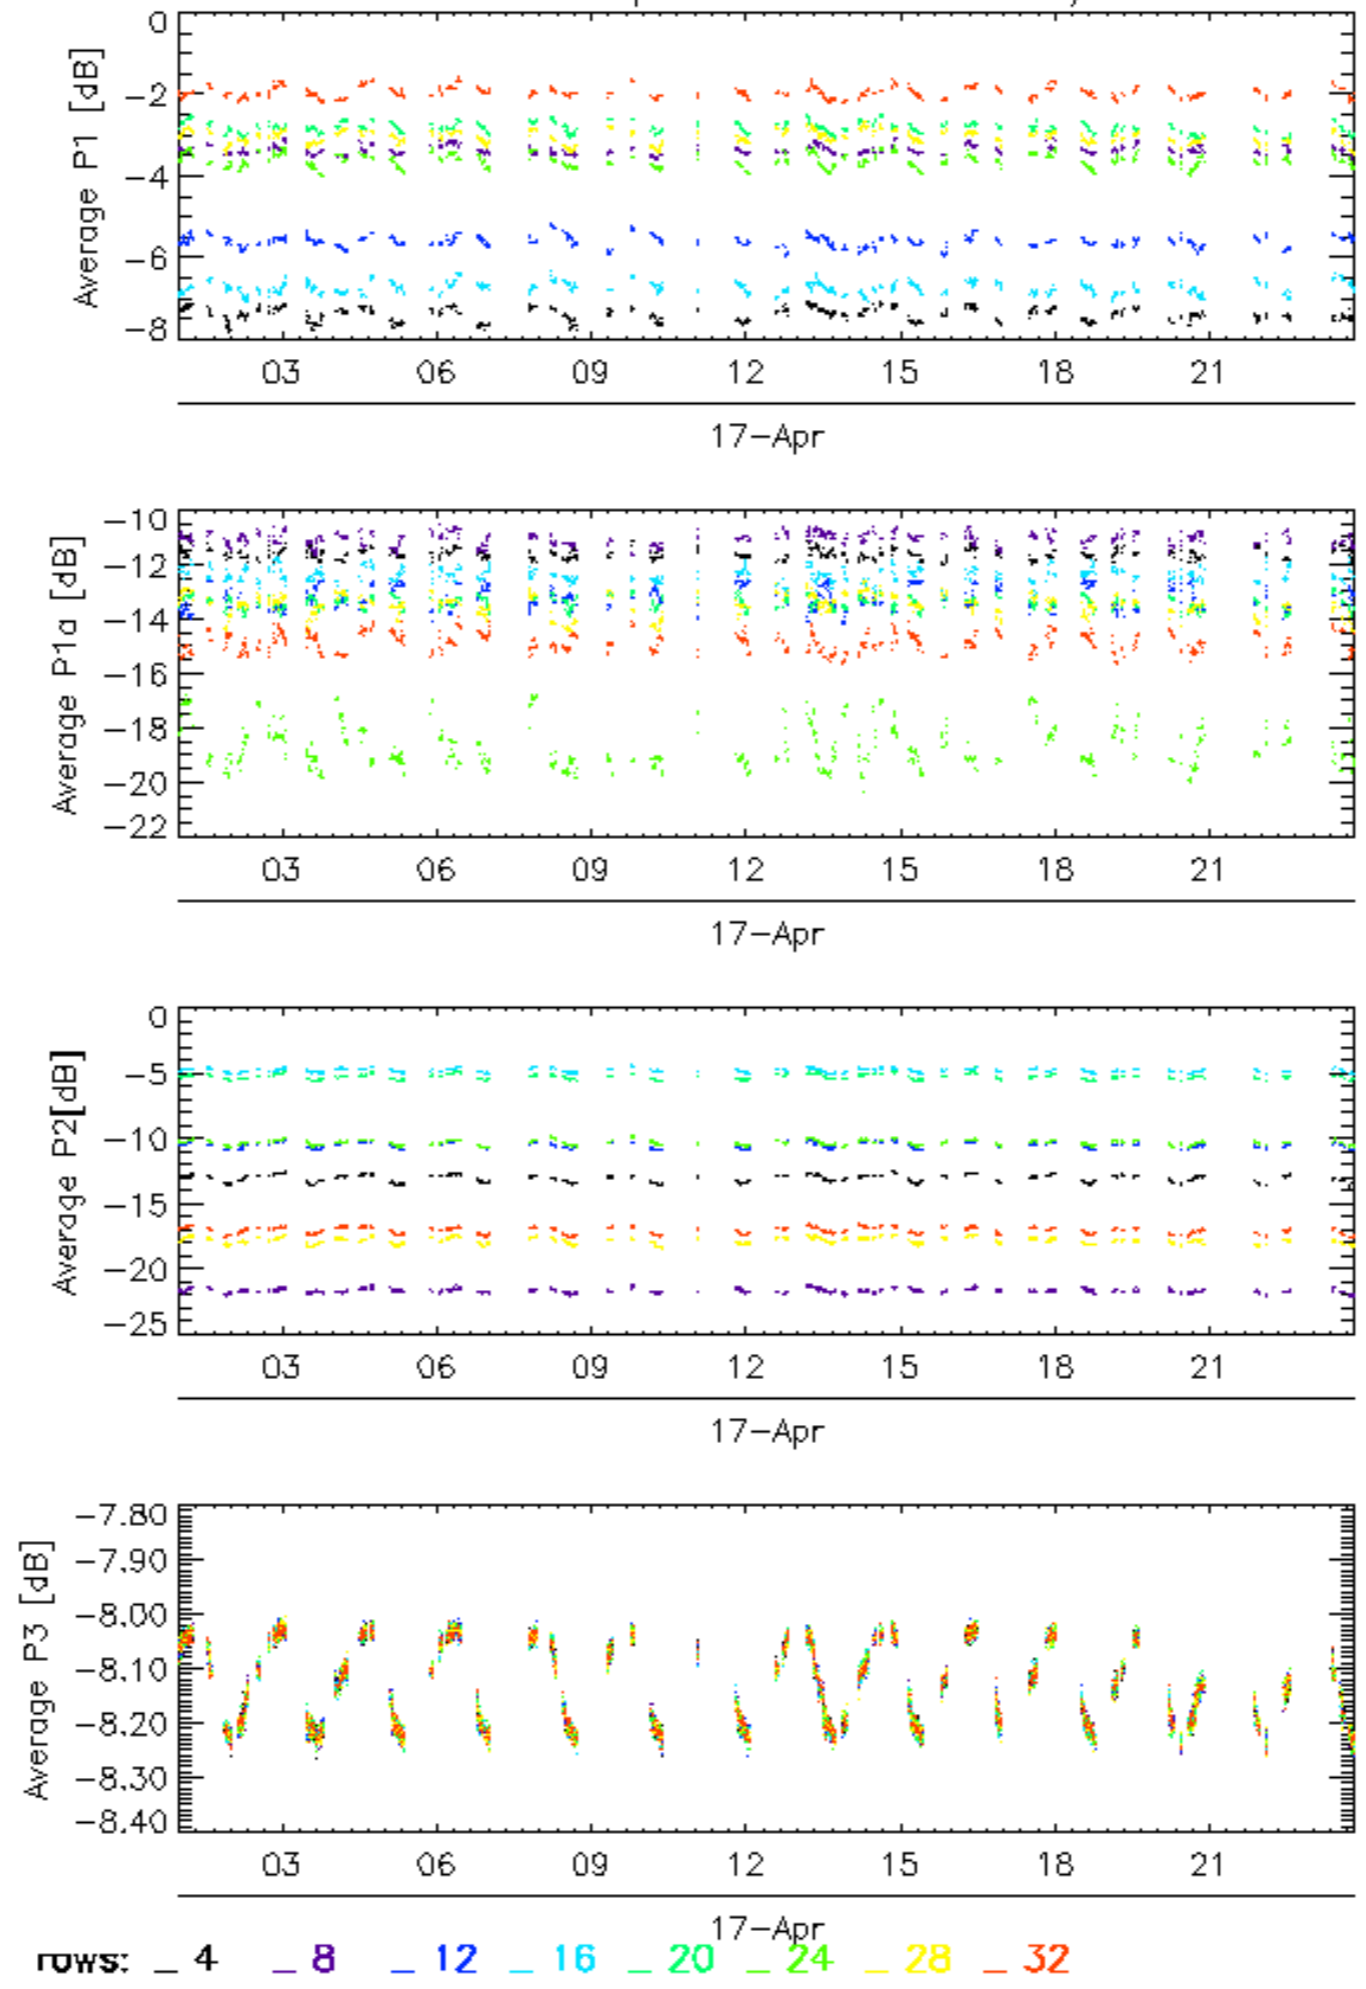 0
-2
-4
-6
-8
Average P1 [dB]
03 06 09 12 15 18 21
17-Apr
-10
-12
-14
-16
-18
-20
-22
Average P1a [dB]
03 06 09 12 15 18 21
17-Apr
0
-5
-10
-15
-20
-25
Average P2[dB]
03 06 09 12 15 18 21
17-Apr
-7.80
-7.90
-8.00
-8.10
-8.20
-8.30
-8.40
Average P3 [dB]
03 06 09 12 15 18 21
17-Apr
rows: _ 4 _ 8 _ 12 _ 16 _ 20 _ 24 _ 28 _ 32